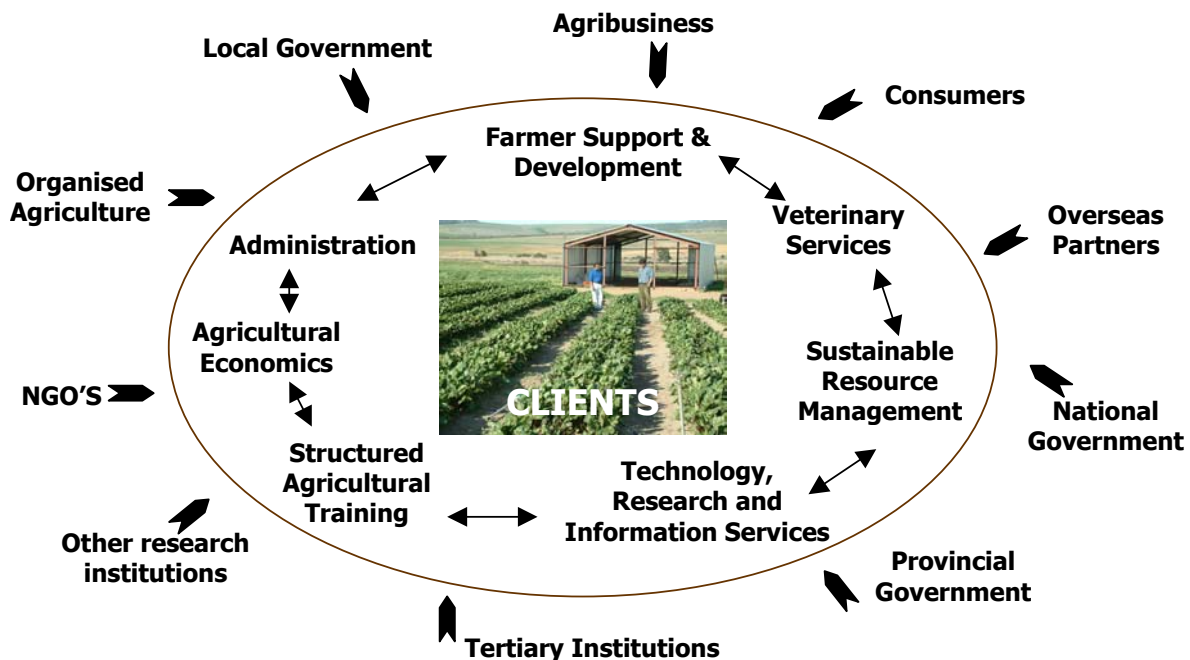 Agribusiness
Local Government
Consumers
Farmer Support &
Development
Organised
Agriculture
Veterinary
Services
Overseas
Partners
Administration
Agricultural
Economics
Sustainable
Resource
Management
CLIENTS
NGO'S
National
Government
Structured
Agricultural
Training
Technology,
Research and
Information Services
Other research
institutions
Provincial
Government
Tertiary Institutions